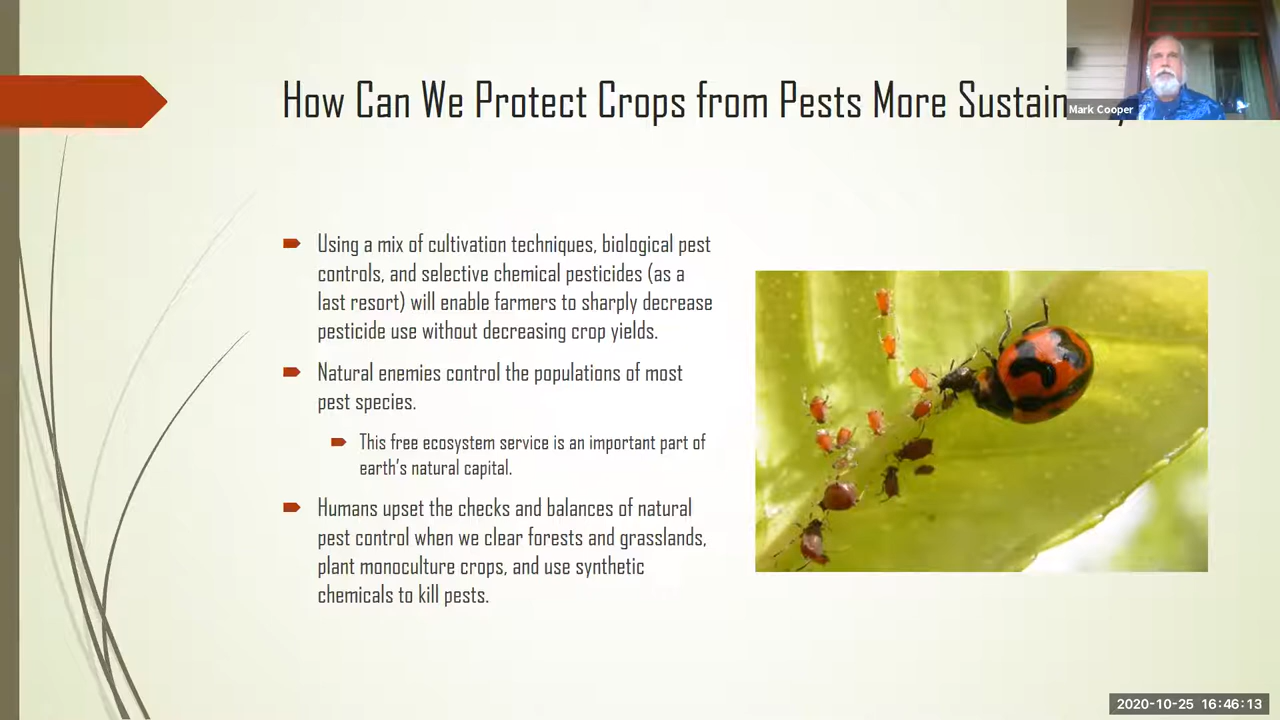 How Can We Protect Crops from Pests More
Mark Cooper
Using a mix of cultivation techniques, biological pest
controls, and selective chemical pesticides (as a
last resort) will enable farmers to sharply decrease
pesticide use without decreasing crop yields.
Natural enemies control the populations of most
pest species.
This free ecosystem service is an important part of
earth's natural capital.
Humans upset the checks and balances of natural
pest control when we clear forests and grasslands,
plant monoculture crops, and use synthetic
chemicals to kill pests.
2020-10-25 16:46:13